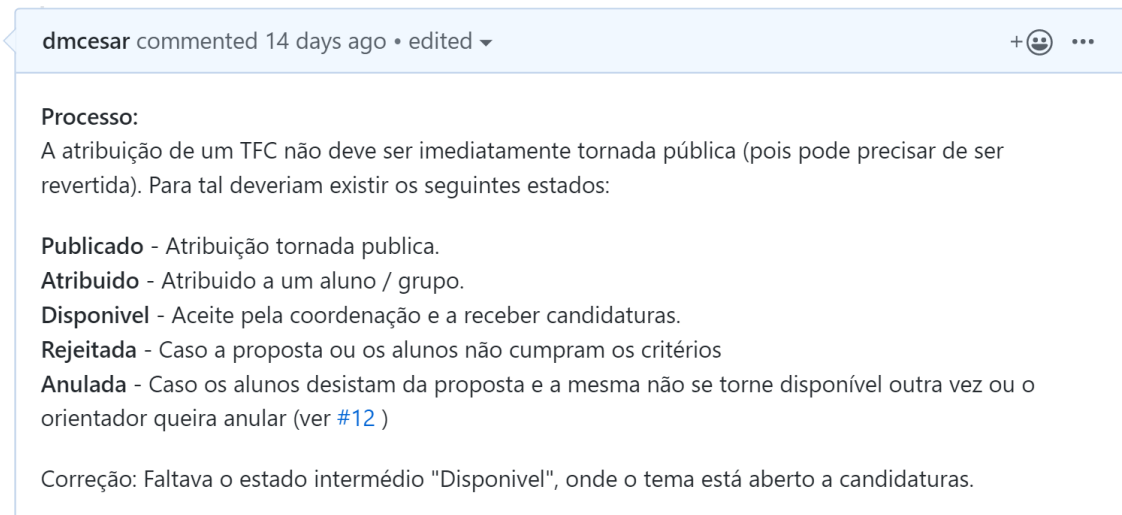 dmcesar commented 14 days ago • edited
Processo:
A atribuição de um TFC não deve ser imediatamente tornada pública (pois pode precisar de ser
revertida). Para tal deveriam existir os seguintes estados:
Publicado - Atribuição tornada publica.
Atribuido - Atribuido a um aluno / grupo.
Disponivel - Aceite pela coordenação e a receber candidaturas.
Rejeitada - Caso a proposta ou os alunos não cumpram os critérios
Anulada - Caso os alunos desistam da proposta e a mesma não se torne disponível outra vez ou o
orientador queira anular (ver #12 )
Correção: Faltava o estado intermédio "Disponivel", onde o tema está aberto a candidaturas.